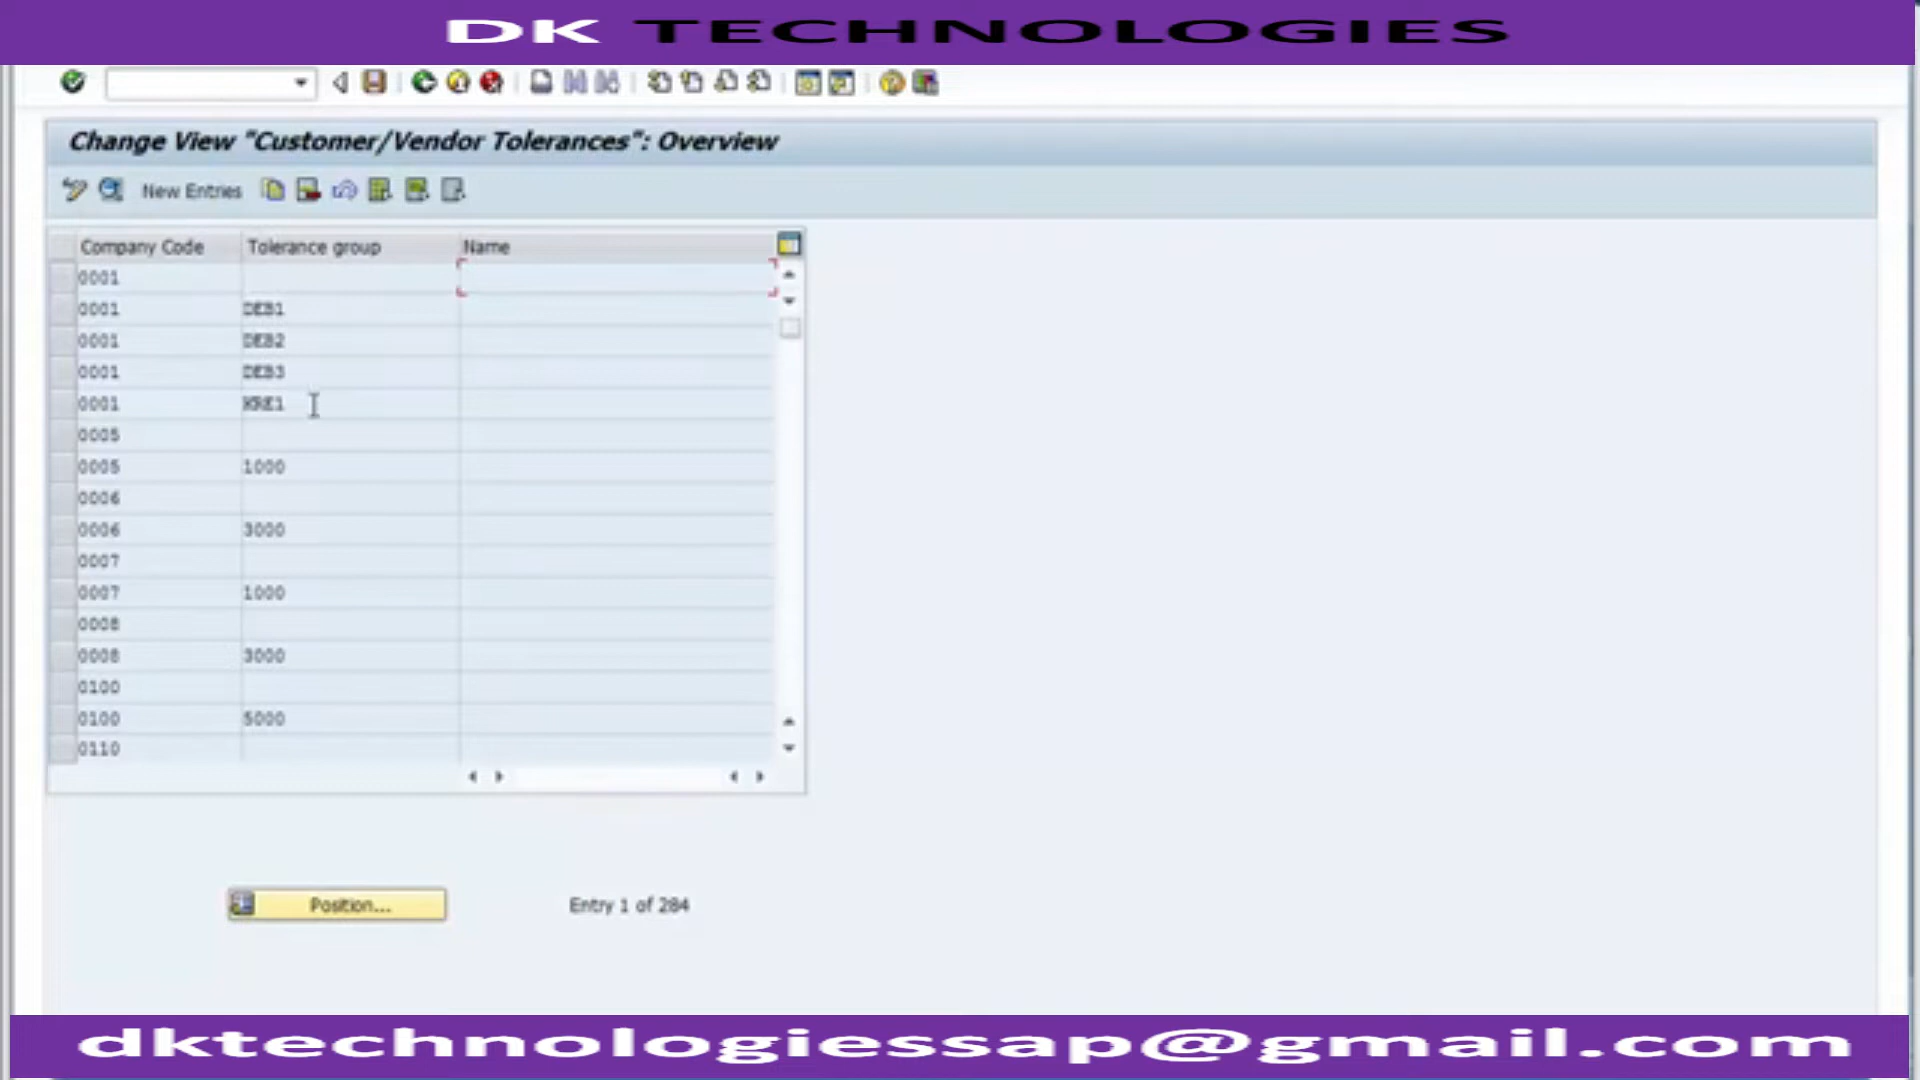 DK TECHNOLOGIES
Change View "Customer/Vendor Tolerances": Overview
New Entries
Company Code Tolerance group Name
0001
0001 DEB1
0001 DEB2
0001 DEB3
0001 KRE1
0005
0005 1000
0006
0006 3000
0007
0007 1000
0008
0008 3000
0100
0100 5000
0110
Position... Entry 1 of 284
dktechnologiessap@gmail.com